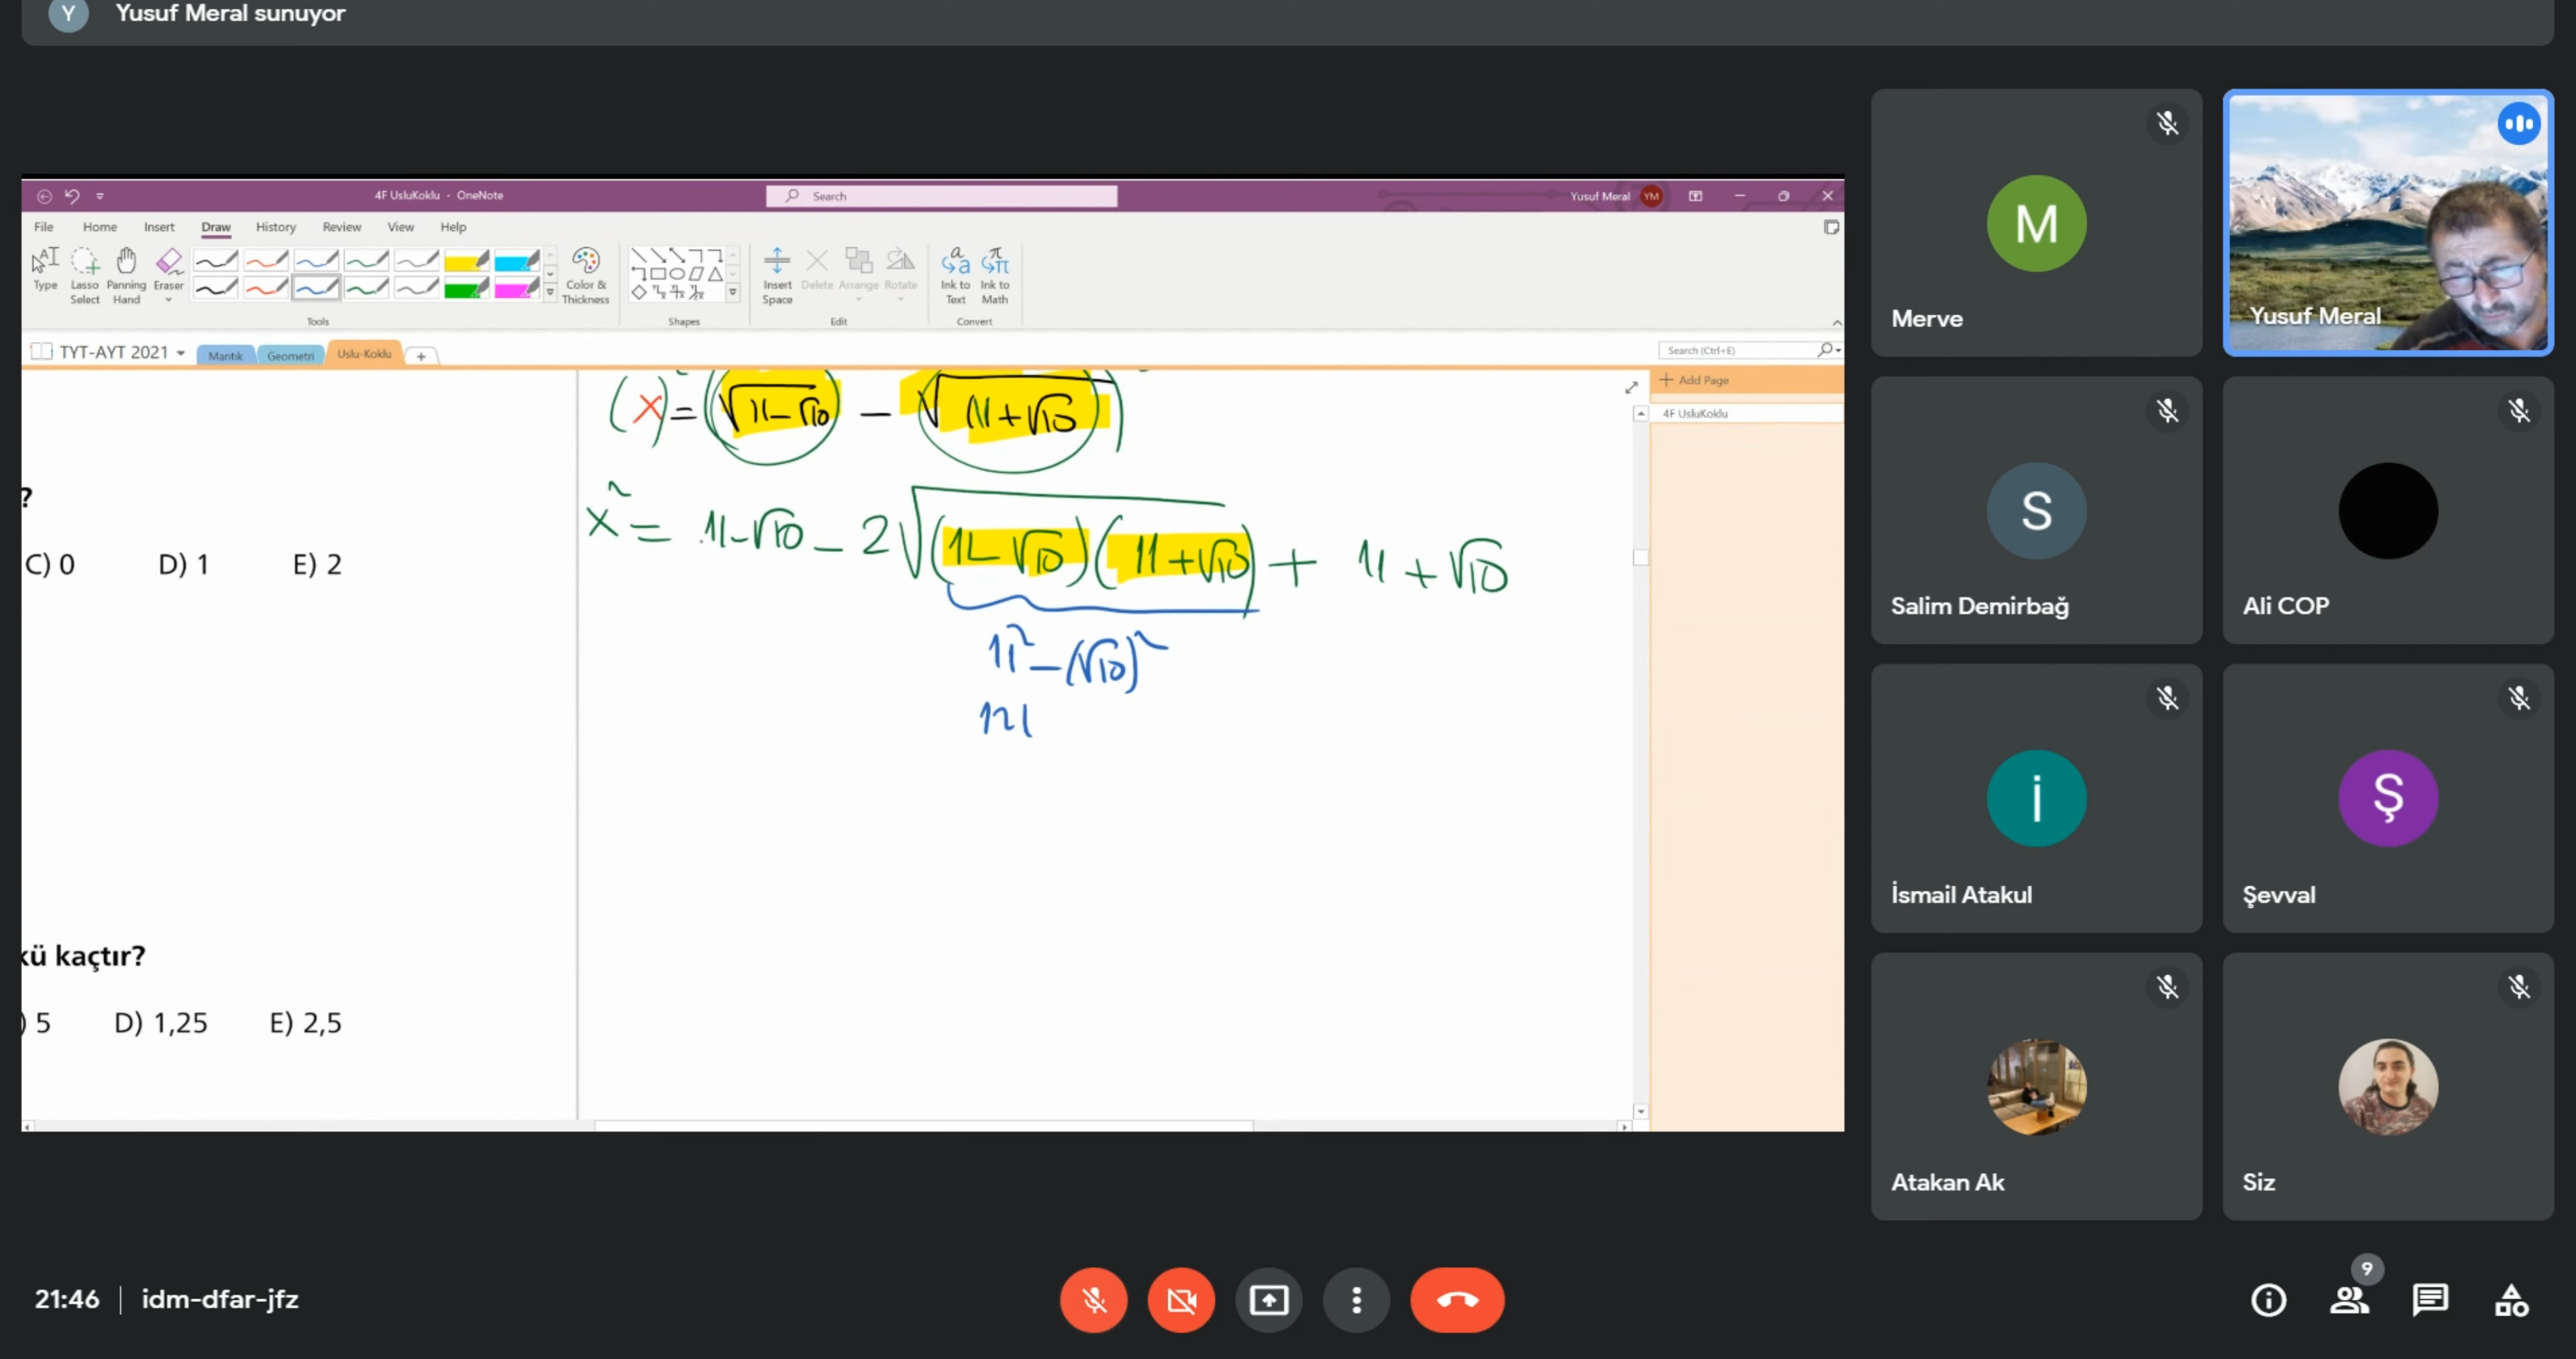 Y Yusuf Meral sunuyor
4F UsluKoklu - OneNote
Search
Yusuf Meral YM
File Home Insert Draw History Review View Help
Type Lasso Select Panning Hand Eraser
Color & Thickness
Insert Space Delete Arrange Rotate
Ink to Text Ink to Math
Tools Shapes Edit Convert
TYT-AYT 2021 Mantık Geometri Uslu-Koklu +
Search (Ctrl+E)
+ Add Page
4F UsluKoklu
(x)² = (√11-√10 - √11+√10)²
?
x² = 11-√10 - 2√(11-√10)(11+√10) + 11+√10
C) 0 D) 1 E) 2
11² - (√10)²
121
kü kaçtır?
) 5 D) 1,25 E) 2,5
M
Merve
Yusuf Meral
S
Salim Demirbağ
Ali COP
İ
İsmail Atakul
Ş
Şevval
Atakan Ak
Siz
21:46 | idm-dfar-jfz
9